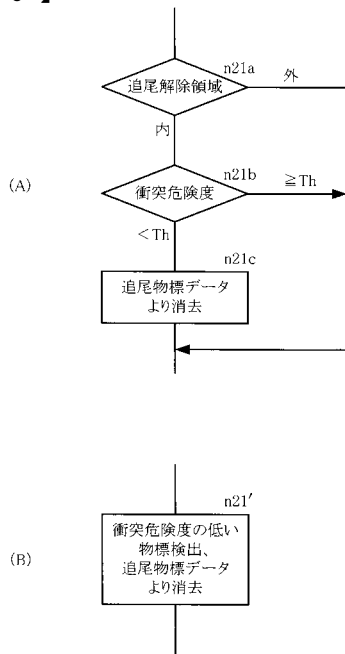 n21a
追尾解除領域
外
内
(A)
n21b
衝突危険度
≧Th
<Th
n21c
追尾物標データ
より消去
n21′
(B)
衝突危険度の低い
物標検出、
追尾物標データ
より消去